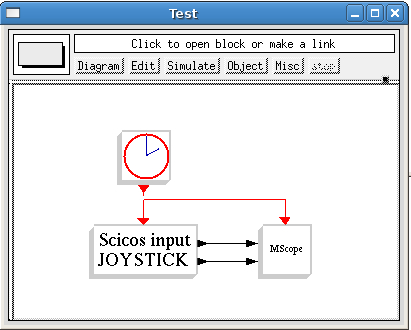 Test
Click to open block or make a link
Diagram Edit Simulate Object Misc stop
Scicos input
JOYSTICK
MScope